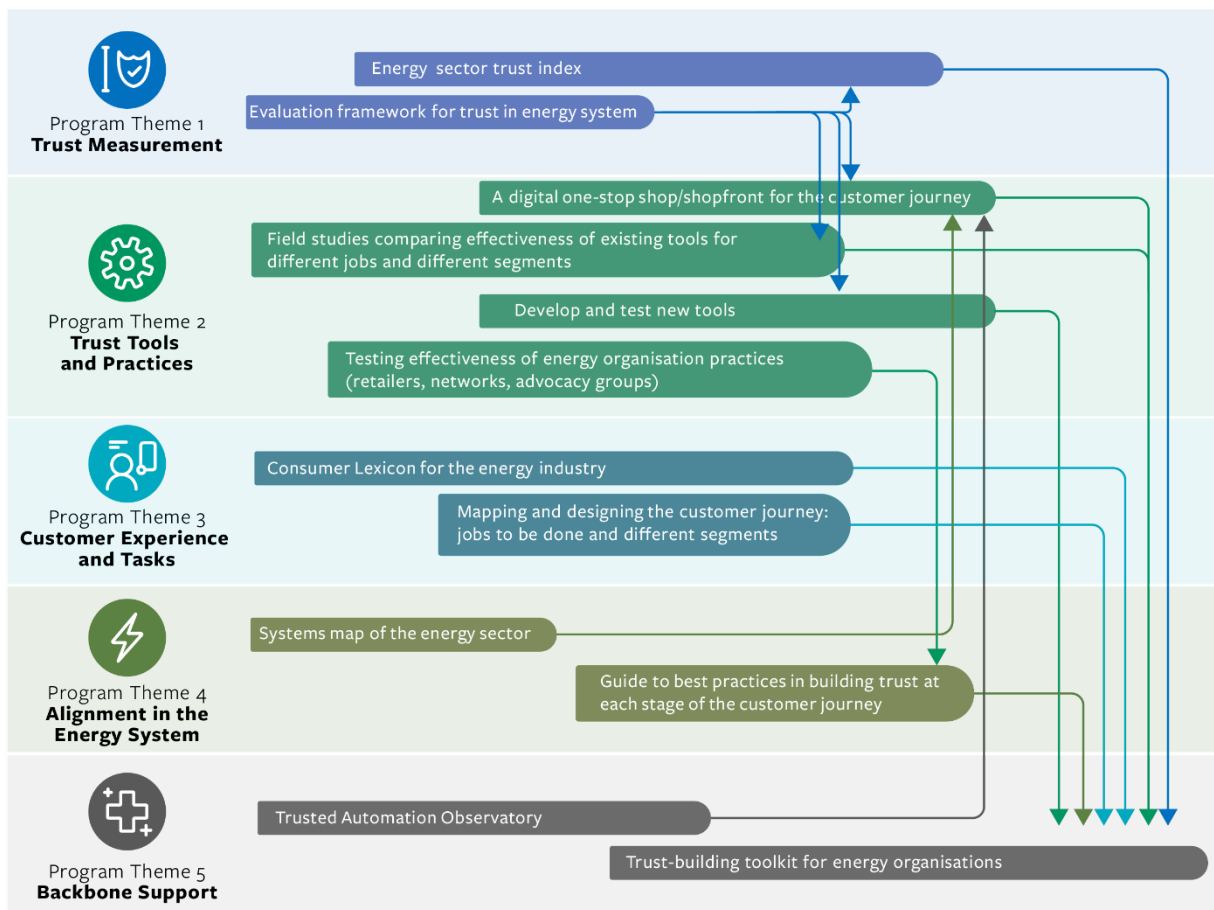 Program Theme 1
Trust Measurement
Energy sector trust index
Evaluation framework for trust in energy system
Program Theme 2
Trust Tools
and Practices
A digital one-stop shop/shopfront for the customer journey
Field studies comparing effectiveness of existing tools for
different jobs and different segments
Develop and test new tools
Testing effectiveness of energy organisation practices
(retailers, networks, advocacy groups)
Program Theme 3
Customer Experience
and Tasks
Consumer Lexicon for the energy industry
Mapping and designing the customer journey:
jobs to be done and different segments
Program Theme 4
Alignment in the
Energy System
Systems map of the energy sector
Guide to best practices in building trust at
each stage of the customer journey
Program Theme 5
Backbone Support
Trusted Automation Observatory
Trust-building toolkit for energy organisations